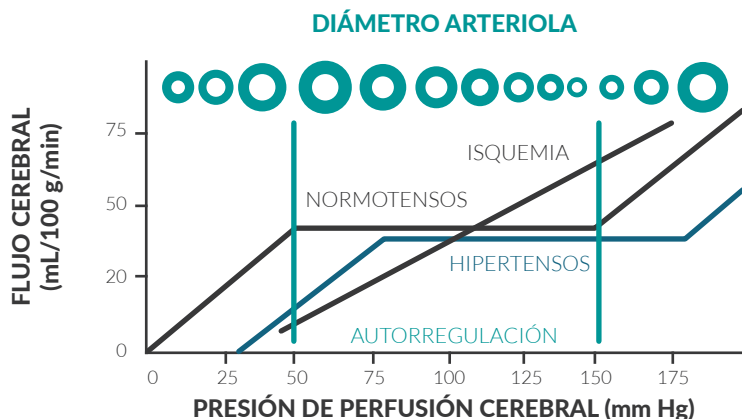 DIÁMETRO ARTERIOLA
FLUJO CEREBRAL
(mL/100 g/min)
75
50
20
0
ISQUEMIA
NORMOTENSOS
HIPERTENSOS
AUTORREGULACIÓN
0 25 50 75 100 125 150 175
PRESIÓN DE PERFUSIÓN CEREBRAL (mm Hg)